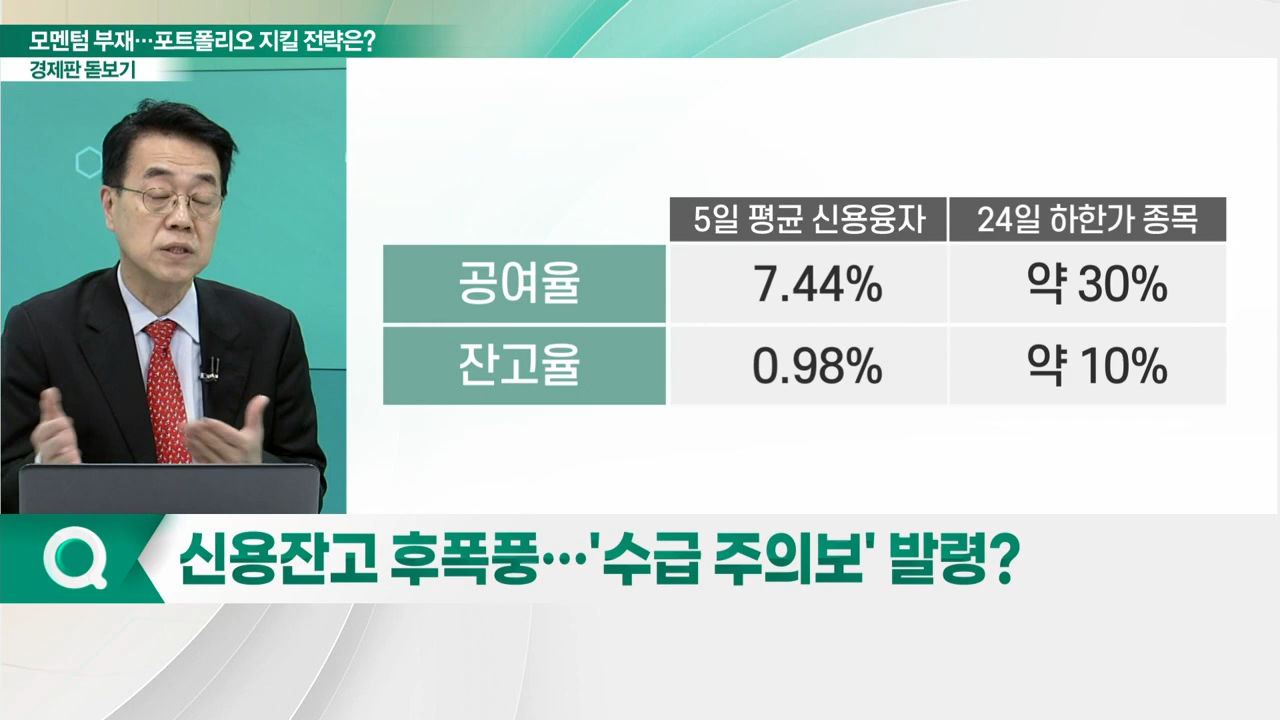 모멘텀 부재…포트폴리오 지킬 전략은?
경제판 돋보기
5일 평균 신용융자 24일 하한가 종목
공여율 7.44% 약 30%
잔고율 0.98% 약 10%
신용잔고 후폭풍…'수급 주의보' 발령?